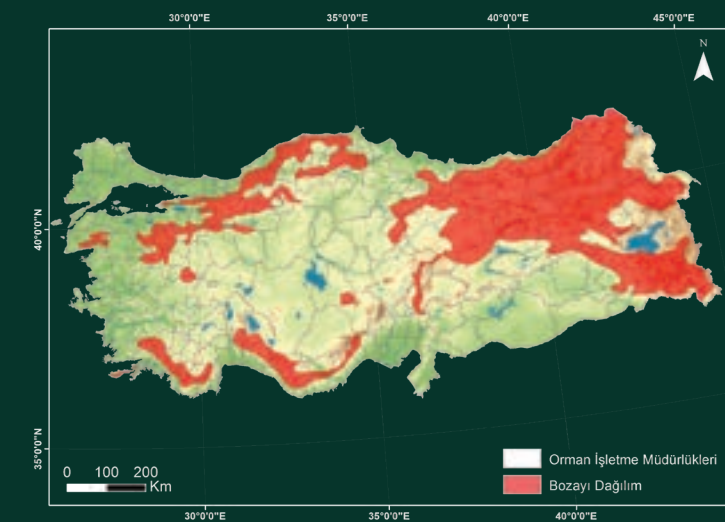 30°0'0"E 35°0'0"E 40°0'0"E 45°0'0"E
N
40°0'0"N
35°0'0"N
0 100 200
Km
Orman İşletme Müdürlükleri
Bozayı Dağılım
30°0'0"E 35°0'0"E 40°0'0"E